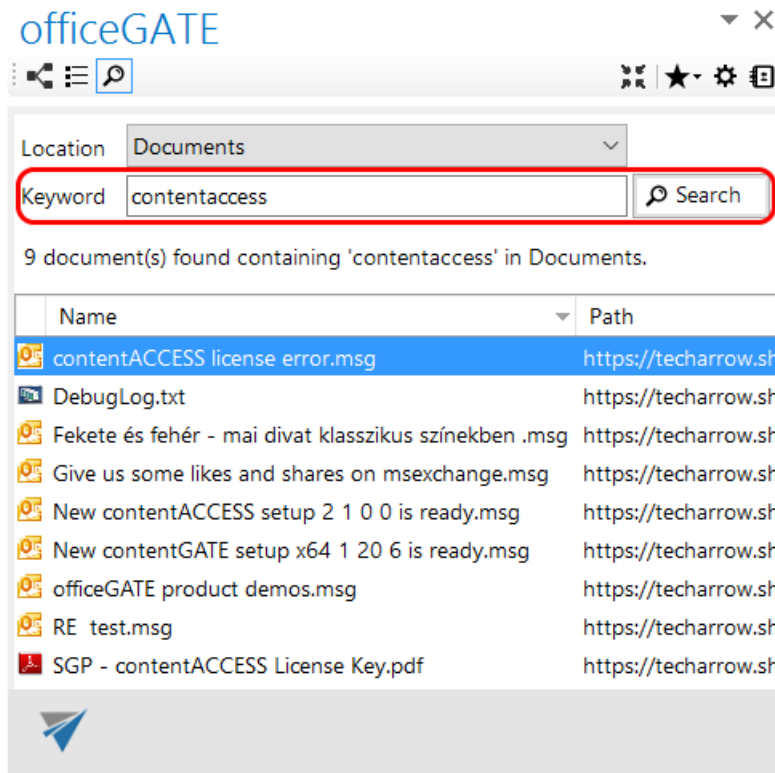 officeGATE
Location Documents
Keyword contentaccess Search
9 document(s) found containing 'contentaccess' in Documents.
Name Path
contentACCESS license error.msg https://techarrow.sh
DebugLog.txt https://techarrow.sh
Fekete és fehér - mai divat klasszikus színekben .msg https://techarrow.sh
Give us some likes and shares on msexchange.msg https://techarrow.sh
New contentACCESS setup 2 1 0 0 is ready.msg https://techarrow.sh
New contentGATE setup x64 1 20 6 is ready.msg https://techarrow.sh
officeGATE product demos.msg https://techarrow.sh
RE test.msg https://techarrow.sh
SGP - contentACCESS License Key.pdf https://techarrow.sh